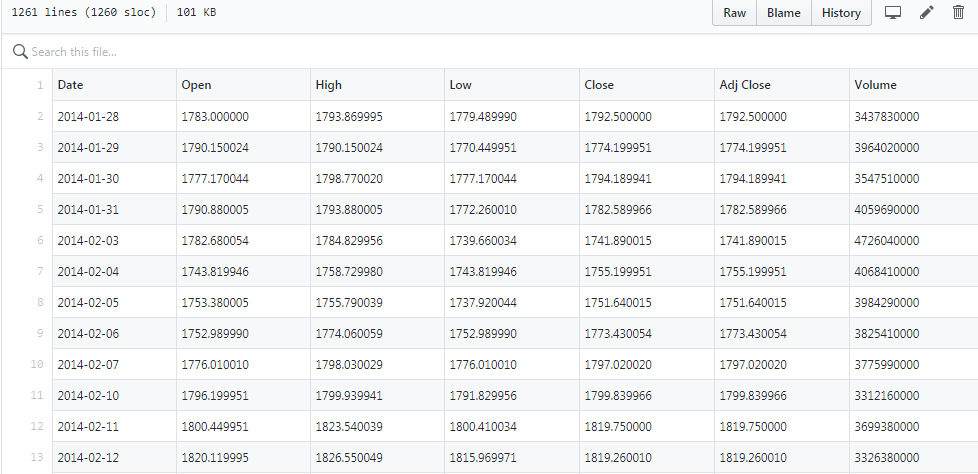 1261 lines (1260 sloc) 101 KB Raw Blame History
Search this file...
1 Date Open High Low Close Adj Close Volume
2 2014-01-28 1783.000000 1793.869995 1779.489990 1792.500000 1792.500000 3437830000
3 2014-01-29 1790.150024 1790.150024 1770.449951 1774.199951 1774.199951 3964020000
4 2014-01-30 1777.170044 1798.770020 1777.170044 1794.189941 1794.189941 3547510000
5 2014-01-31 1790.880005 1793.880005 1772.260010 1782.589966 1782.589966 4059690000
6 2014-02-03 1782.680054 1784.829956 1739.660034 1741.890015 1741.890015 4726040000
7 2014-02-04 1743.819946 1758.729980 1743.819946 1755.199951 1755.199951 4068410000
8 2014-02-05 1753.380005 1755.790039 1737.920044 1751.640015 1751.640015 3984290000
9 2014-02-06 1752.989990 1774.060059 1752.989990 1773.430054 1773.430054 3825410000
10 2014-02-07 1776.010010 1798.030029 1776.010010 1797.020020 1797.020020 3775990000
11 2014-02-10 1796.199951 1799.939941 1791.829956 1799.839966 1799.839966 3312160000
12 2014-02-11 1800.449951 1823.540039 1800.410034 1819.750000 1819.750000 3699380000
13 2014-02-12 1820.119995 1826.550049 1815.969971 1819.260010 1819.260010 3326380000